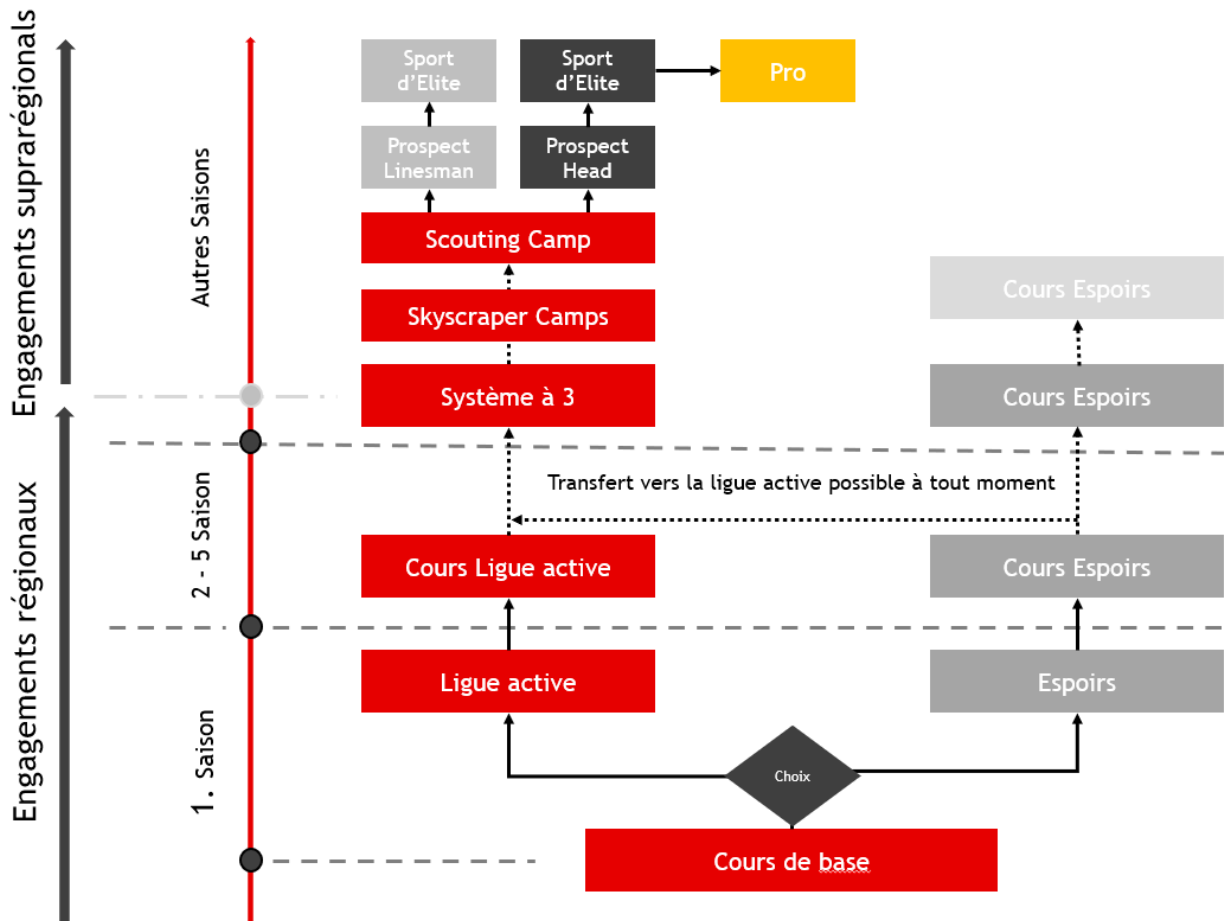 Engagements suprarégionals
Engagements régionaux
Autres Saisons
2 - 5 Saison
1. Saison
Sport
d'Elite
Sport
d'Elite
Pro
Prospect
Linesman
Prospect
Head
Scouting Camp
Skyscraper Camps
Cours Espoirs
Système à 3
Cours Espoirs
Transfert vers la ligue active possible à tout moment
Cours Ligue active
Cours Espoirs
Ligue active
Espoirs
Choix
Cours de base